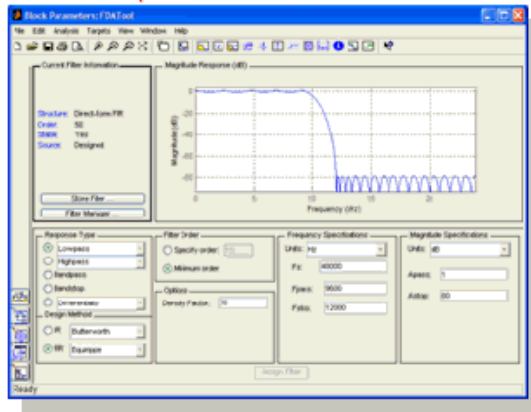 Block Parameters: FDATool
File Edit Analysis Targets View Window Help
Current Filter Information
Structure: Direct-form FIR
Order: 50
Stable: Yes
Source: Designed
Store Filter ...
Filter Manager ...
Magnitude Response (dB)
Magnitude (dB)
0
-20
-40
-60
-80
0 5 10 15 20
Frequency (kHz)
Response Type
Lowpass
Highpass
Bandpass
Bandstop
Differentiator
Design Method
IIR Butterworth
FIR Equiripple
Filter Order
Specify order: 10
Minimum order
Options
Density Factor:
Frequency Specifications
Units: Hz
Fs: 48000
Fpass: 9600
Fstop: 12000
Magnitude Specifications
Units: dB
Apass: 1
Astop: 80
Assign Filter
Ready